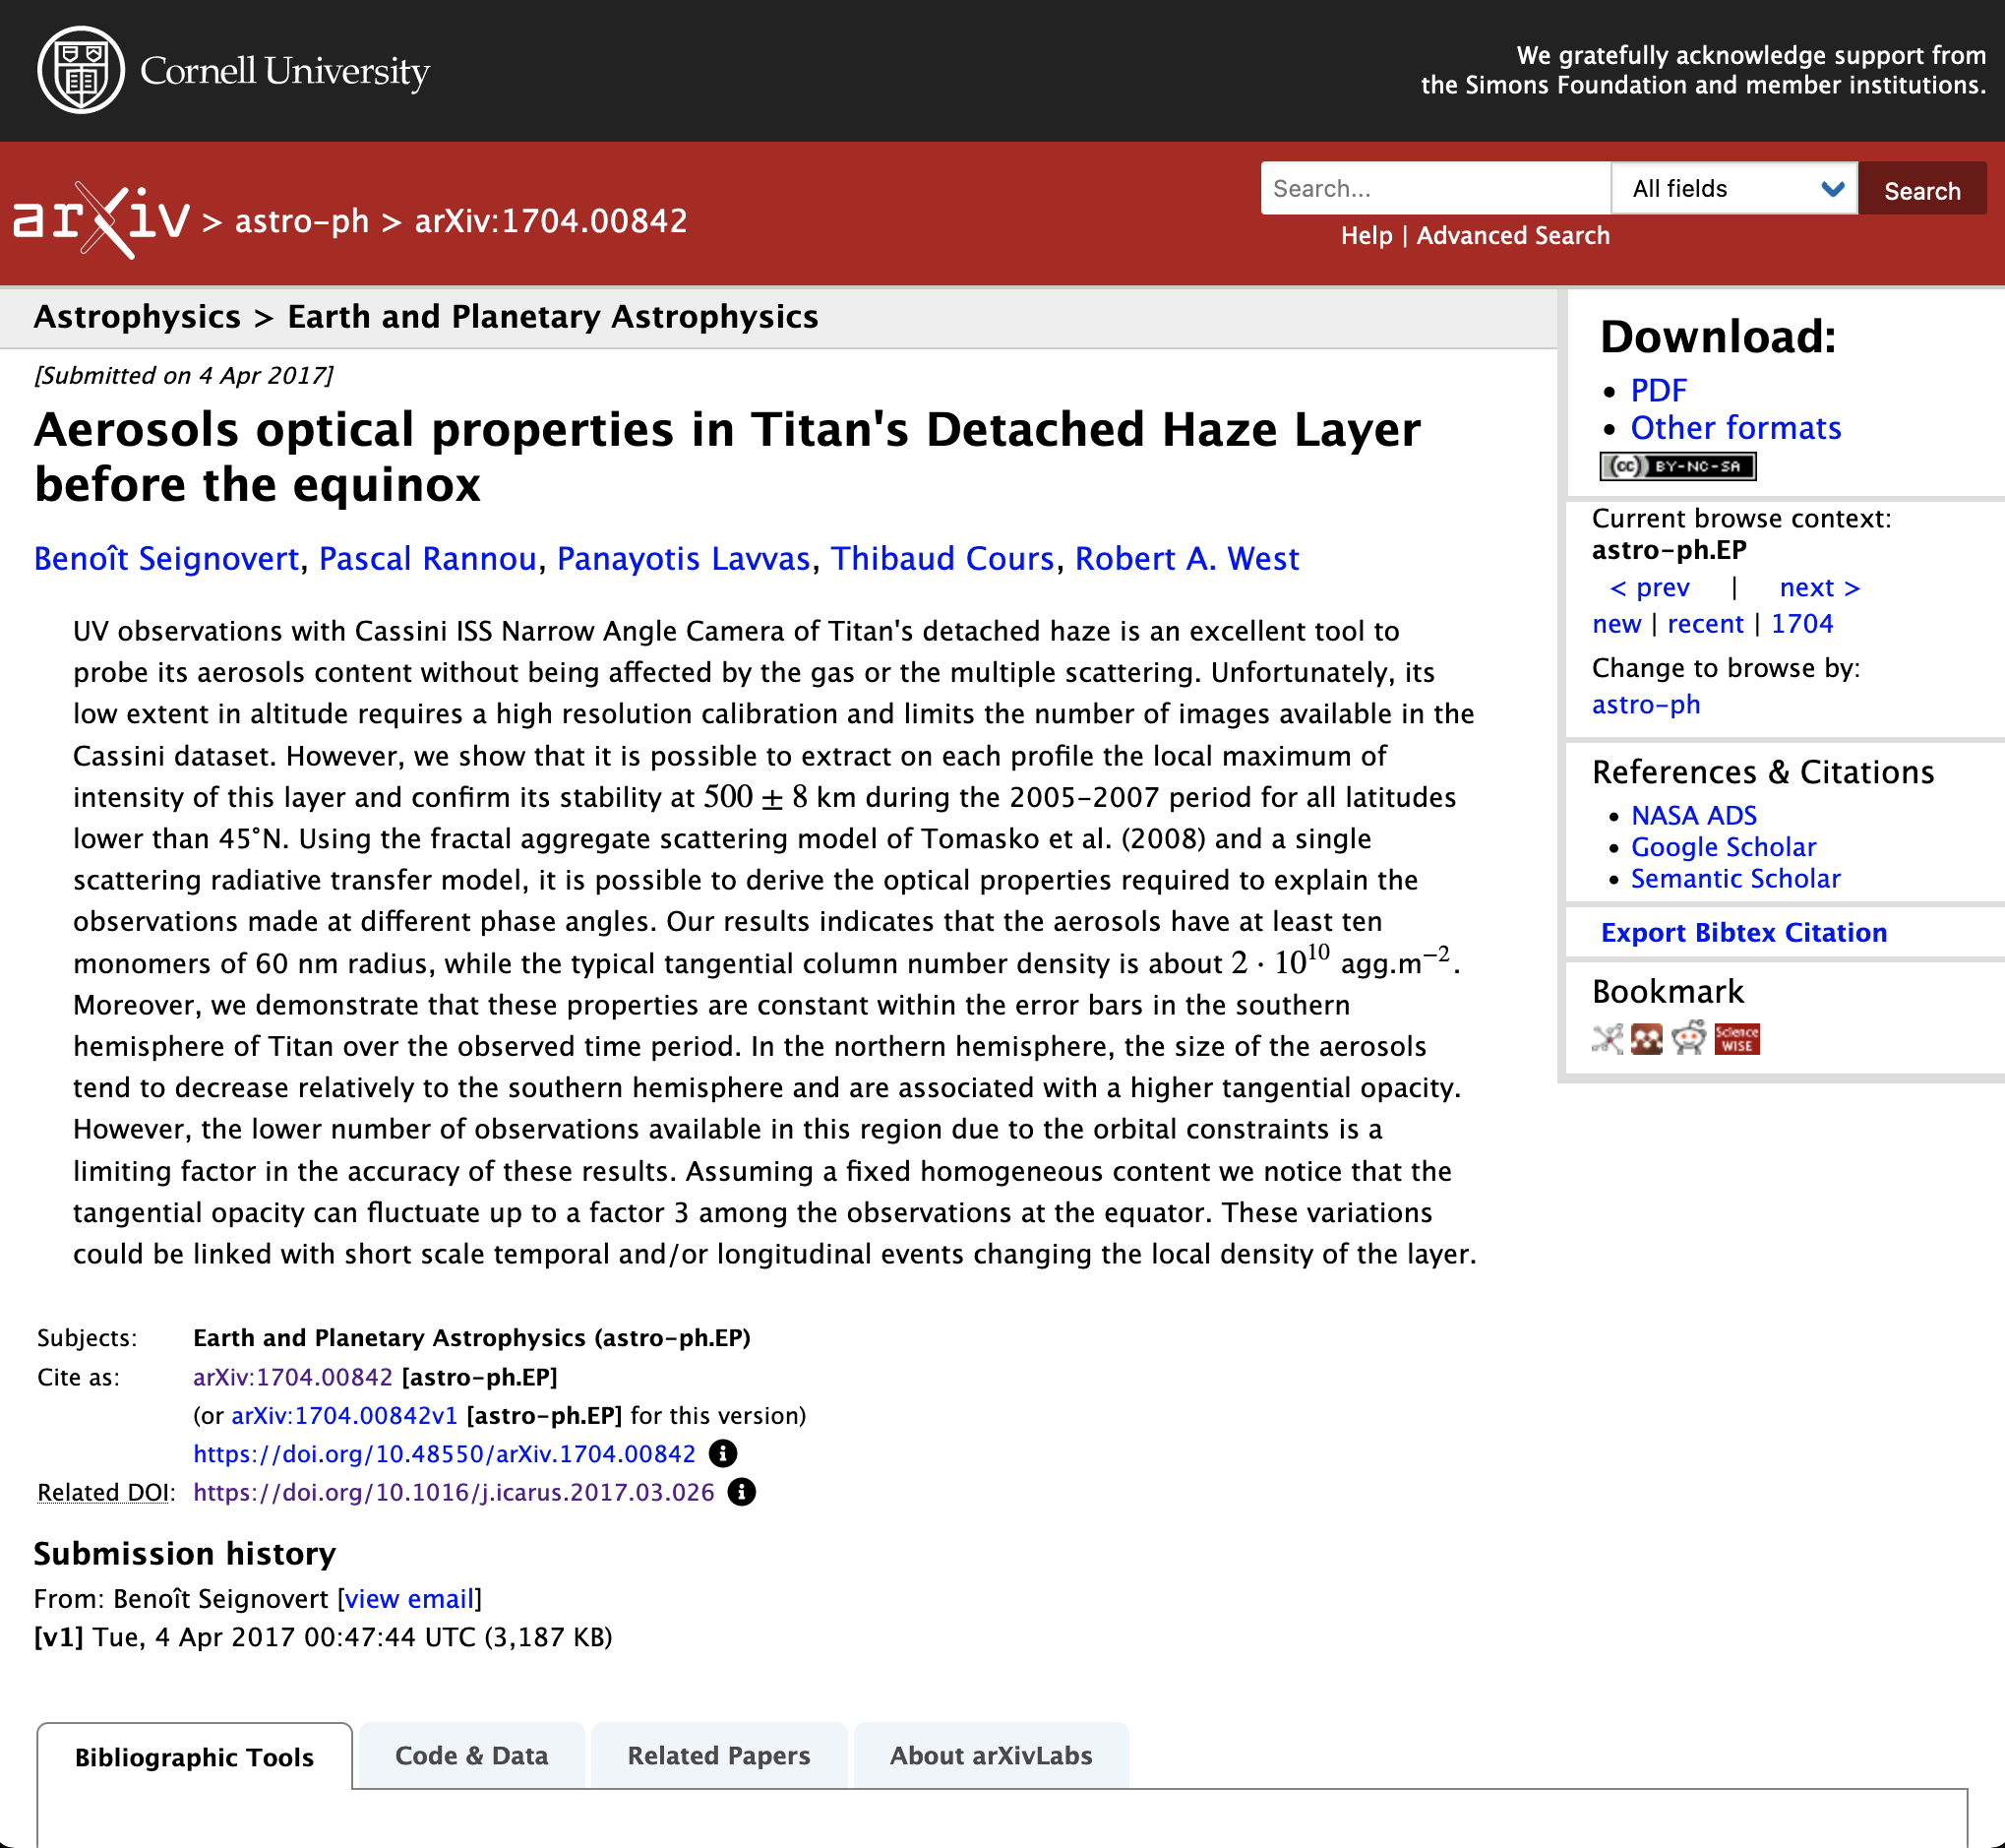 Cornell University
We gratefully acknowledge support from
the Simons Foundation and member institutions.
arXiv > astro-ph > arXiv:1704.00842
Search...
All fields
Search
Help | Advanced Search
Astrophysics > Earth and Planetary Astrophysics
[Submitted on 4 Apr 2017]
Aerosols optical properties in Titan's Detached Haze Layer
before the equinox
Benoît Seignovert, Pascal Rannou, Panayotis Lavvas, Thibaud Cours, Robert A. West
UV observations with Cassini ISS Narrow Angle Camera of Titan's detached haze is an excellent tool to
probe its aerosols content without being affected by the gas or the multiple scattering. Unfortunately, its
low extent in altitude requires a high resolution calibration and limits the number of images available in the
Cassini dataset. However, we show that it is possible to extract on each profile the local maximum of
intensity of this layer and confirm its stability at 500 ± 8 km during the 2005-2007 period for all latitudes
lower than 45°N. Using the fractal aggregate scattering model of Tomasko et al. (2008) and a single
scattering radiative transfer model, it is possible to derive the optical properties required to explain the
observations made at different phase angles. Our results indicates that the aerosols have at least ten
monomers of 60 nm radius, while the typical tangential column number density is about 2 · 10¹⁰ agg.m⁻².
Moreover, we demonstrate that these properties are constant within the error bars in the southern
hemisphere of Titan over the observed time period. In the northern hemisphere, the size of the aerosols
tend to decrease relatively to the southern hemisphere and are associated with a higher tangential opacity.
However, the lower number of observations available in this region due to the orbital constraints is a
limiting factor in the accuracy of these results. Assuming a fixed homogeneous content we notice that the
tangential opacity can fluctuate up to a factor 3 among the observations at the equator. These variations
could be linked with short scale temporal and/or longitudinal events changing the local density of the layer.
Subjects: Earth and Planetary Astrophysics (astro-ph.EP)
Cite as: arXiv:1704.00842 [astro-ph.EP]
(or arXiv:1704.00842v1 [astro-ph.EP] for this version)
https://doi.org/10.48550/arXiv.1704.00842
Related DOI: https://doi.org/10.1016/j.icarus.2017.03.026
Submission history
From: Benoît Seignovert [view email]
[v1] Tue, 4 Apr 2017 00:47:44 UTC (3,187 KB)
Bibliographic Tools
Code & Data
Related Papers
About arXivLabs
Download:
PDF
Other formats
(cc) BY-NC-SA
Current browse context:
astro-ph.EP
< prev | next >
new | recent | 1704
Change to browse by:
astro-ph
References & Citations
NASA ADS
Google Scholar
Semantic Scholar
Export Bibtex Citation
Bookmark
Science
WISE